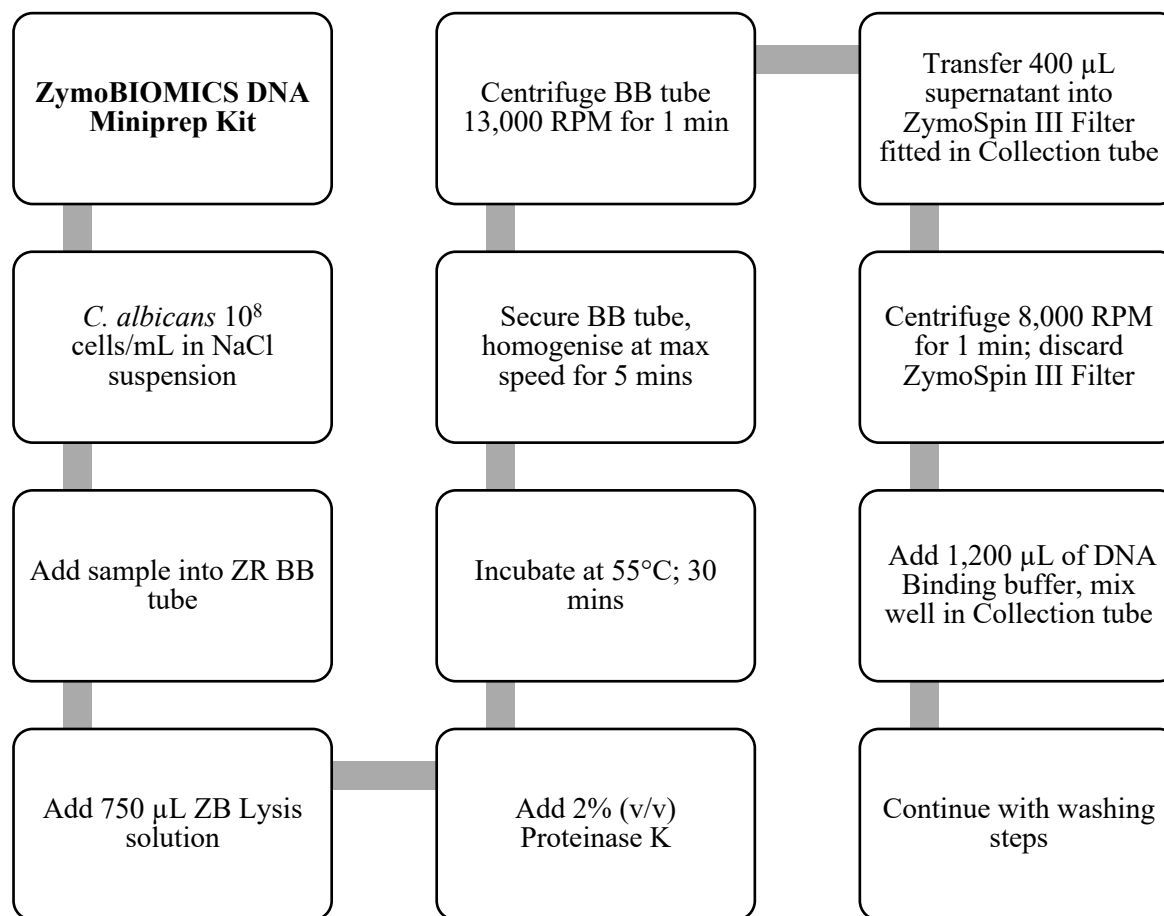 ZymoBIOMICS DNA
Miniprep Kit
C. albicans 10⁸
cells/mL in NaCl
suspension
Add sample into ZR BB
tube
Add 750 µL ZB Lysis
solution
Add 2% (v/v)
Proteinase K
Incubate at 55°C; 30
mins
Secure BB tube,
homogenise at max
speed for 5 mins
Centrifuge BB tube
13,000 RPM for 1 min
Transfer 400 µL
supernatant into
ZymoSpin III Filter
fitted in Collection tube
Centrifuge 8,000 RPM
for 1 min; discard
ZymoSpin III Filter
Add 1,200 µL of DNA
Binding buffer, mix
well in Collection tube
Continue with washing
steps